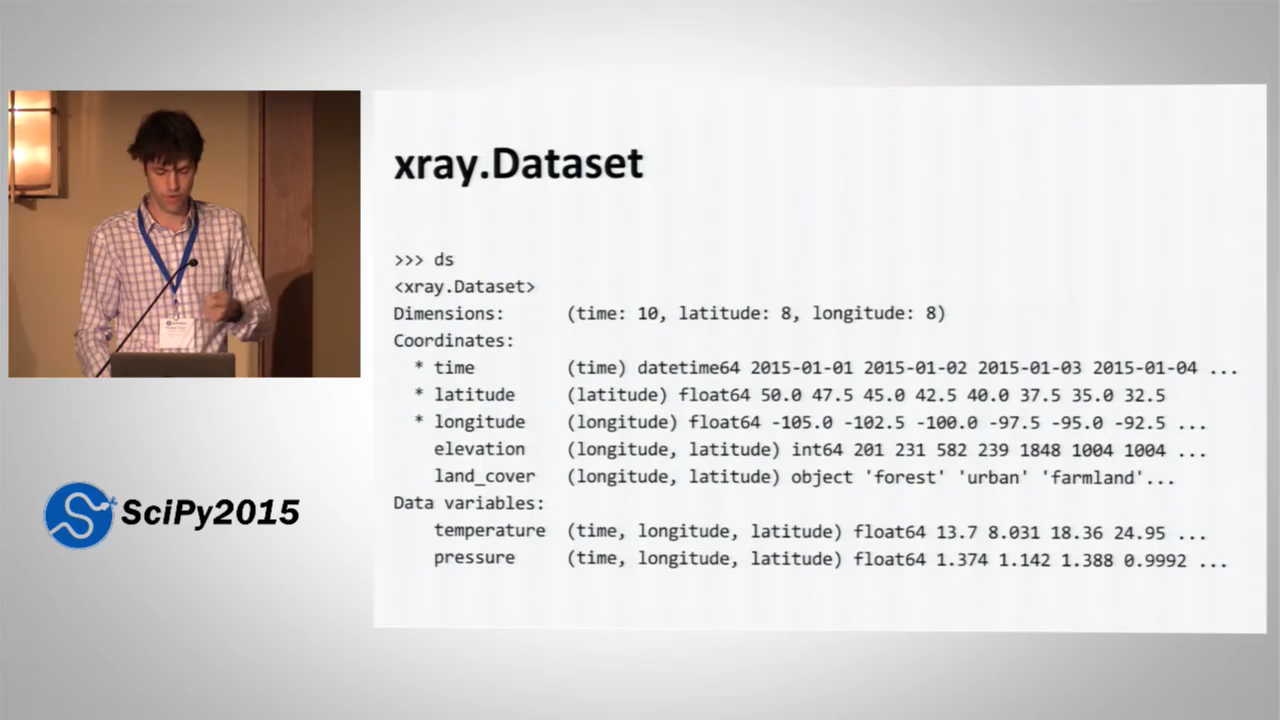 xray.Dataset
>>> ds
<xray.Dataset>
Dimensions: (time: 10, latitude: 8, longitude: 8)
Coordinates:
* time (time) datetime64 2015-01-01 2015-01-02 2015-01-03 2015-01-04 ...
* latitude (latitude) float64 50.0 47.5 45.0 42.5 40.0 37.5 35.0 32.5
* longitude (longitude) float64 -105.0 -102.5 -100.0 -97.5 -95.0 -92.5 ...
elevation (longitude, latitude) int64 201 231 582 239 1848 1004 1004 ...
land_cover (longitude, latitude) object 'forest' 'urban' 'farmland'...
Data variables:
temperature (time, longitude, latitude) float64 13.7 8.031 18.36 24.95 ...
pressure (time, longitude, latitude) float64 1.374 1.142 1.388 0.9992 ...
SciPy2015